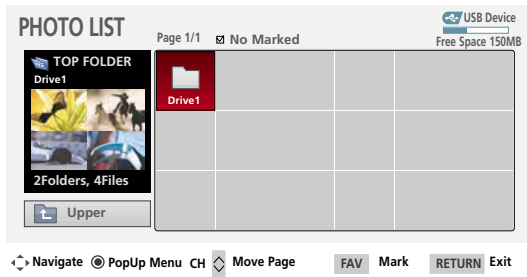 PHOTO LIST
Page 1/1 No Marked
USB Device
Free Space 150MB
TOP FOLDER
Drive1
Drive1
2Folders, 4Files
Upper
Navigate PopUp Menu CH Move Page FAV Mark RETURN Exit